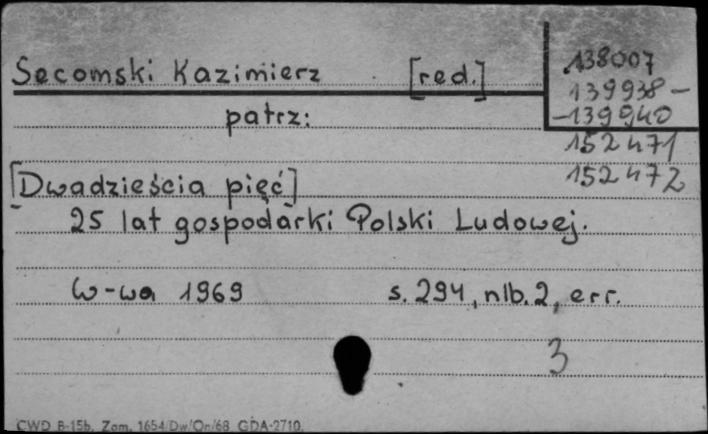 Secomski Kazimierz [red.]
138007
139938 -
- 139940
152471
152472
patrz:
[Dwadzieścia pięć]
25 lat gospodarki Polski Ludowej.
W-wa 1969 s. 294, nlb. 2, err.
3
CWD B-15b. Zam. 1654/Dw/On/68 GDA-2710.